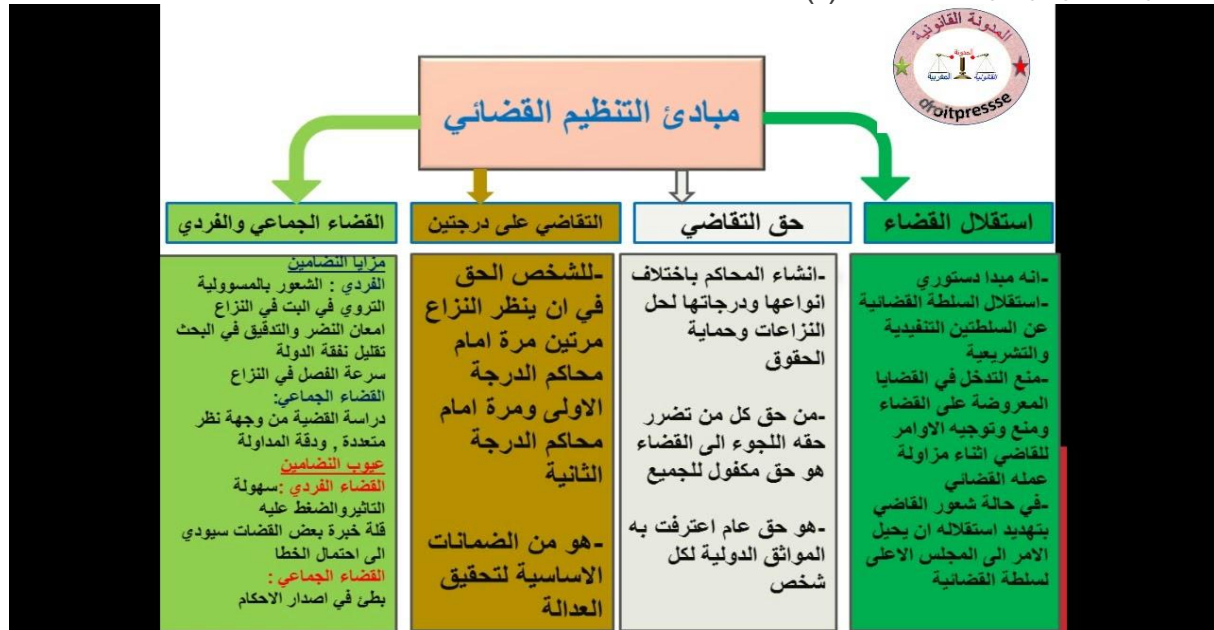 المدونة القانونية
المدونة
القانونية المغربية
droitpressse
مبادئ التنظيم القضائي
استقلال القضاء
-انه مبدا دستوري
-استقلال السلطة القضائية
عن السلطتين التنفيدية
والتشريعية
-منع التدخل في القضايا
المعروضة على القضاء
ومنع وتوجيه الاوامر
للقاضي اثناء مزاولة
عمله القضائي
-في حالة شعور القاضي
بتهديد استقلاله ان يحيل
الامر الى المجلس الاعلى
لسلطة القضائية
حق التقاضي
-انشاء المحاكم باختلاف
انواعها ودرجاتها لحل
النزاعات وحماية
الحقوق
-من حق كل من تضرر
حقه اللجوء الى القضاء
هو حق مكفول للجميع
-هو حق عام اعترفت به
المواثق الدولية لكل
شخص
التقاضي على درجتين
-للشخص الحق
في ان ينظر النزاع
مرتين مرة امام
محاكم الدرجة
الاولى ومرة امام
محاكم الدرجة
الثانية
-هو من الضمانات
الاساسية لتحقيق
العدالة
القضاء الجماعي والفردي
مزايا النضامين
الفردي : الشعور بالمسوولية
التروي في البت في النزاع
امعان النضر والتدقيق في البحث
تقليل نفقة الدولة
سرعة الفصل في النزاع
القضاء الجماعي:
دراسة القضية من وجهة نظر
متعددة , ودقة المداولة
عيوب النضامين
القضاء الفردي :سهولة
التاثيروالضغط عليه
قلة خبرة بعض القضات سيودي
الى احتمال الخطا
القضاء الجماعي :
بطئ في اصدار الاحكام